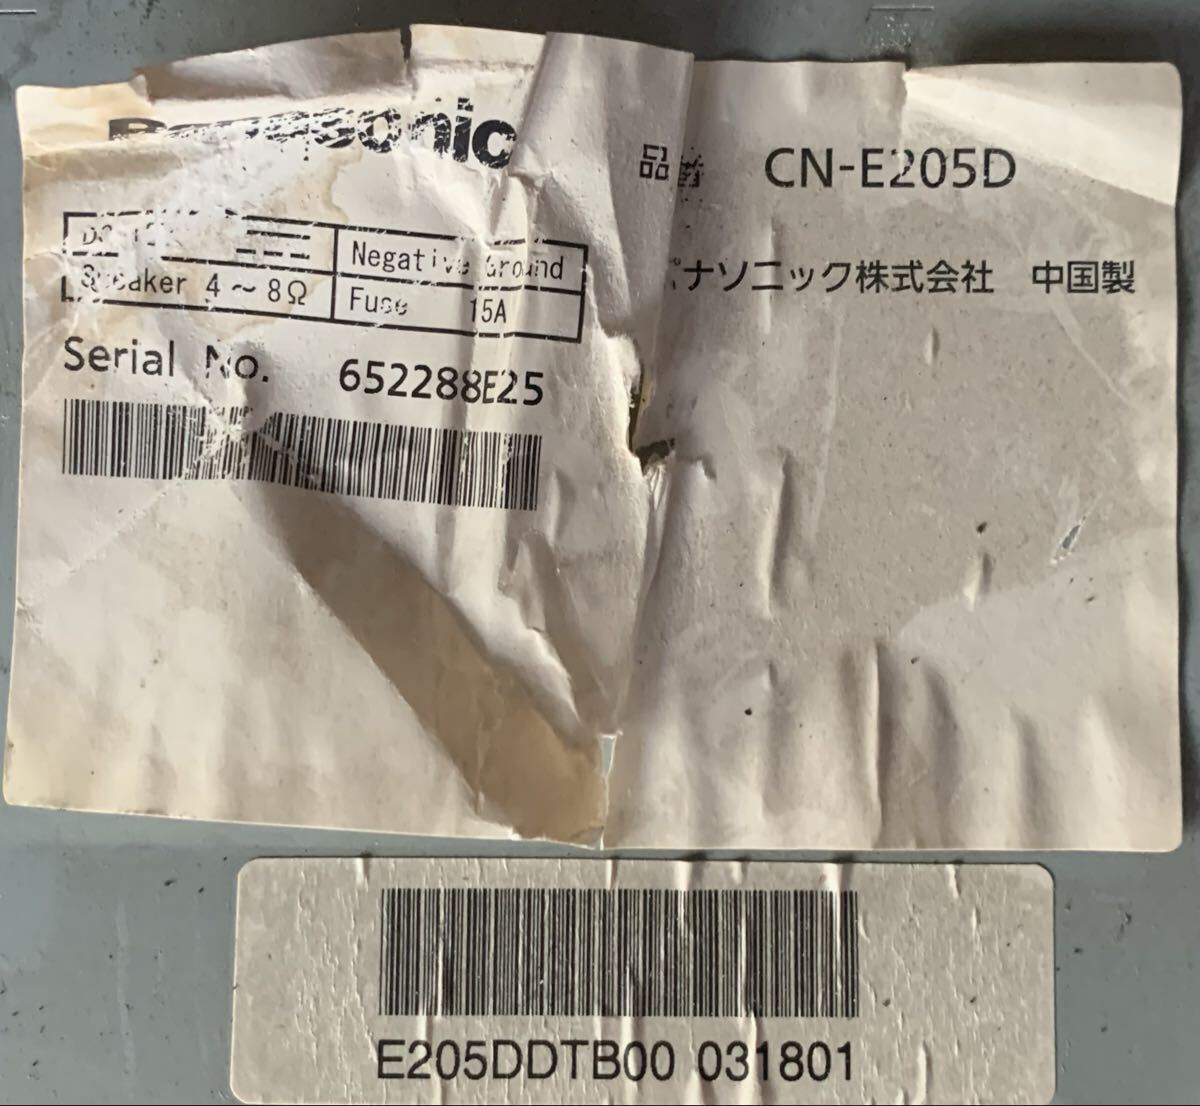 Panasonic
品番 CN-E205D
パナソニック株式会社 中国製
Negative Ground
Speaker 4～8Ω
Fuse 15A
Serial No. 652288E25
E205DDTB00 031801